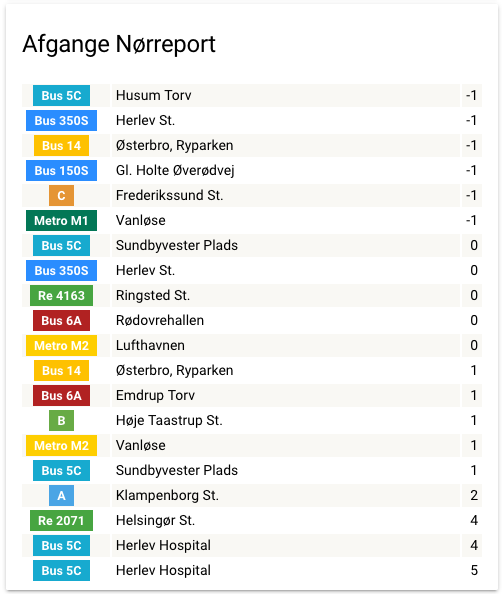 Afgange Nørreport
Bus 5C Husum Torv -1
Bus 350S Herlev St. -1
Bus 14 Østerbro, Ryparken -1
Bus 150S Gl. Holte Øverødvej -1
C Frederikssund St. -1
Metro M1 Vanløse -1
Bus 5C Sundbyvester Plads 0
Bus 350S Herlev St. 0
Re 4163 Ringsted St. 0
Bus 6A Rødovrehallen 0
Metro M2 Lufthavnen 0
Bus 14 Østerbro, Ryparken 1
Bus 6A Emdrup Torv 1
B Høje Taastrup St. 1
Metro M2 Vanløse 1
Bus 5C Sundbyvester Plads 1
A Klampenborg St. 2
Re 2071 Helsingør St. 4
Bus 5C Herlev Hospital 4
Bus 5C Herlev Hospital 5